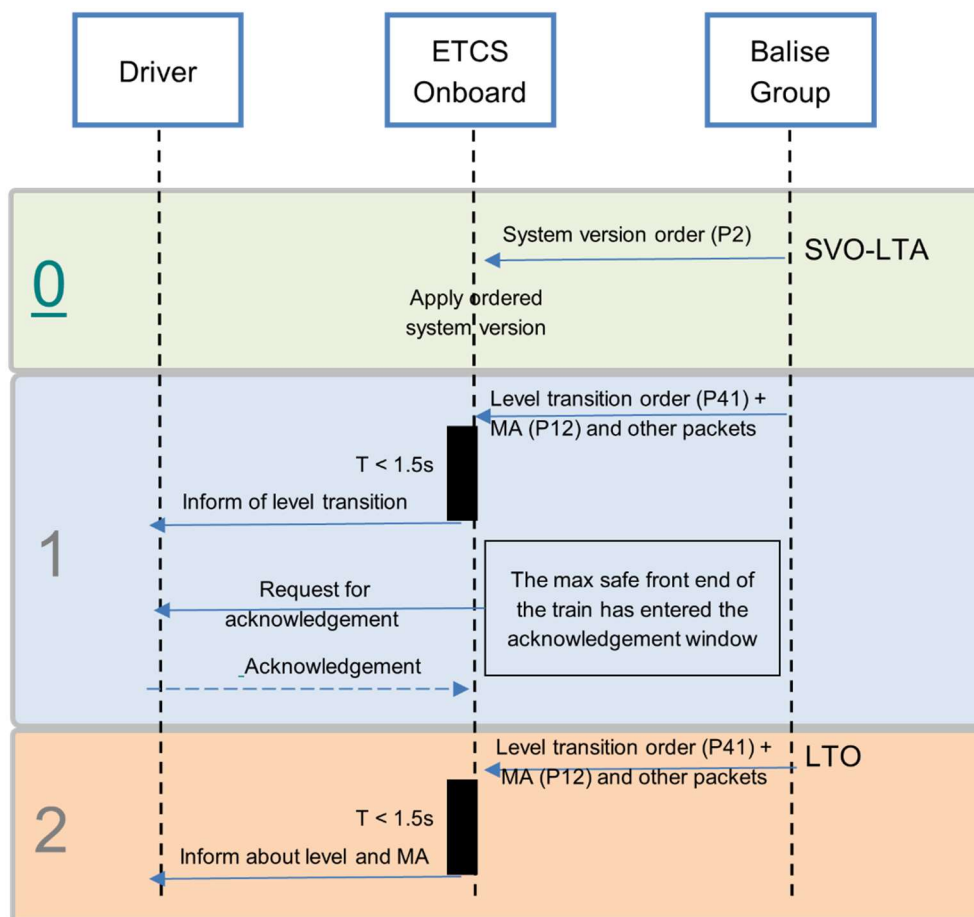 Driver
ETCS
Onboard
Balise
Group
0
System version order (P2)
SVO-LTA
Apply ordered
system version
1
Level transition order (P41) +
MA (P12) and other packets
T < 1.5s
Inform of level transition
The max safe front end of
the train has entered the
acknowledgement window
Request for
acknowledgement
Acknowledgement
2
Level transition order (P41) +
MA (P12) and other packets
LTO
T < 1.5s
Inform about level and MA